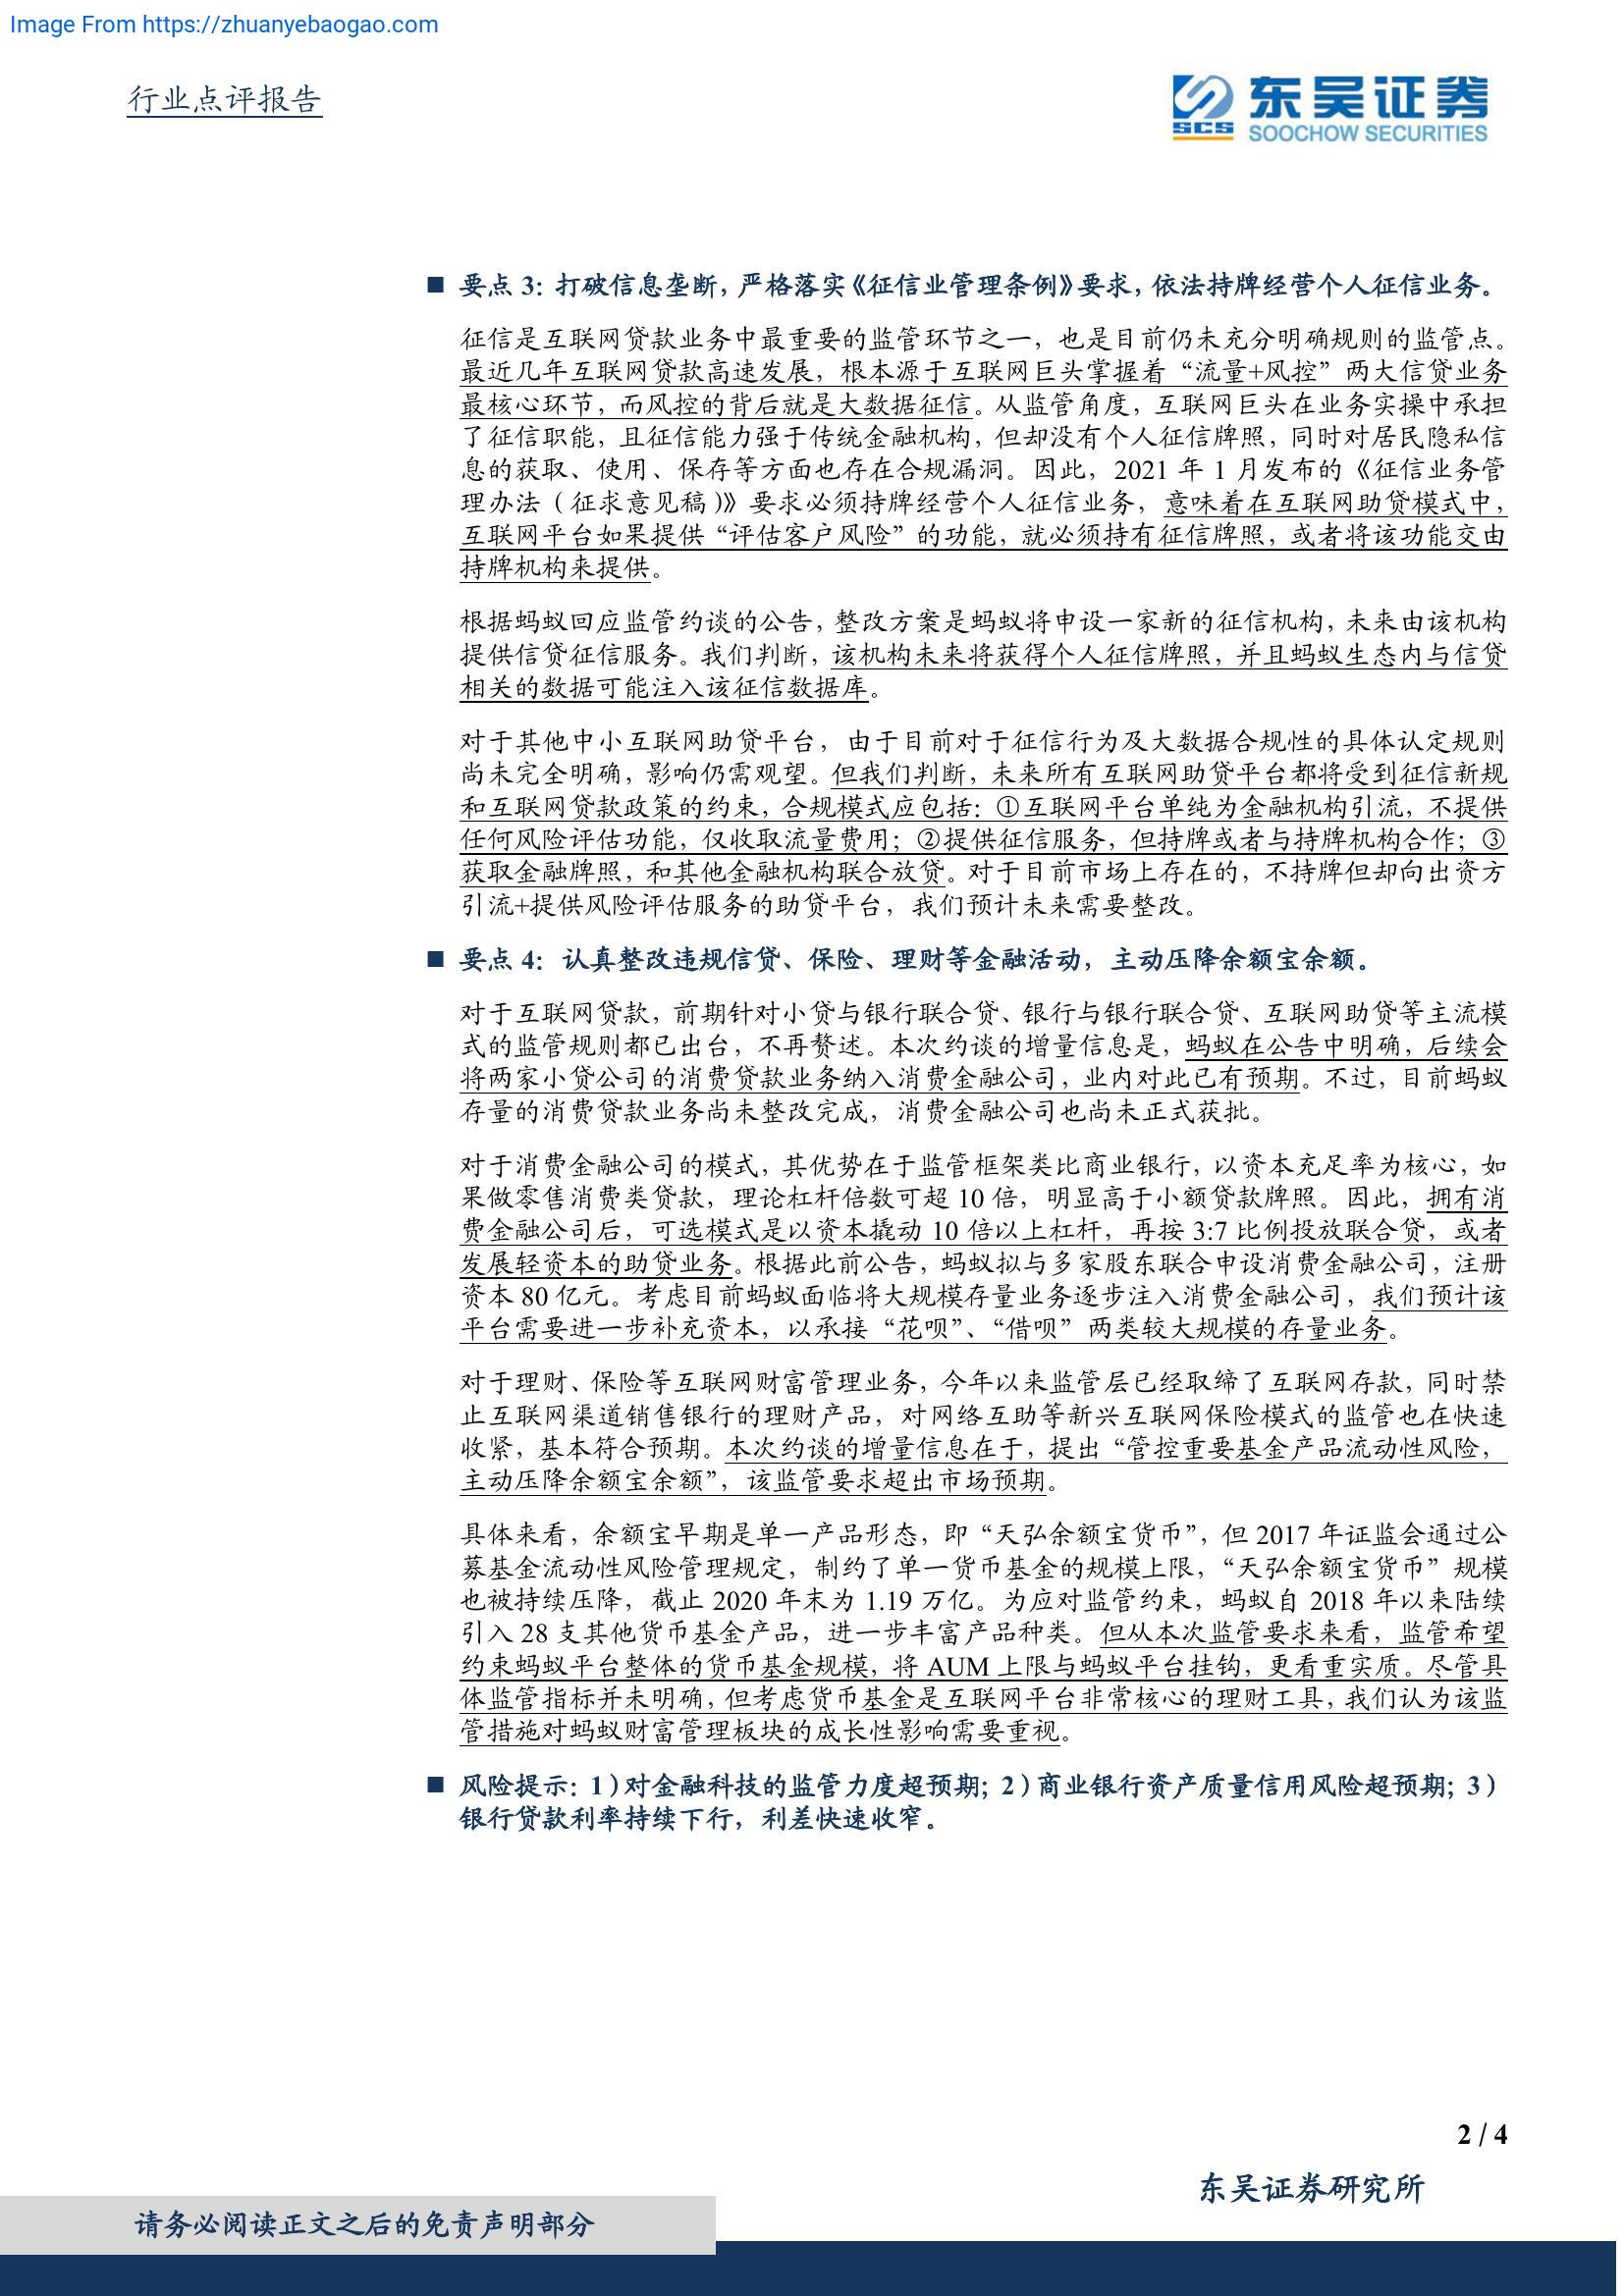 Image From https://zhuanyebaogao.com
行业点评报告
SCS
东吴证券
SOOCHOW SECURITIES
■ 要点 3：打破信息垄断，严格落实《征信业管理条例》要求，依法持牌经营个人征信业务。
征信是互联网贷款业务中最重要的监管环节之一，也是目前仍未充分明确规则的监管点。
最近几年互联网贷款高速发展，根本源于互联网巨头掌握着“流量+风控”两大信贷业务
最核心环节，而风控的背后就是大数据征信。从监管角度，互联网巨头在业务实操中承担
了征信职能，且征信能力强于传统金融机构，但却没有个人征信牌照，同时对居民隐私信
息的获取、使用、保存等方面也存在合规漏洞。因此，2021 年 1 月发布的《征信业务管
理办法（征求意见稿）》要求必须持牌经营个人征信业务，意味着在互联网助贷模式中，
互联网平台如果提供“评估客户风险”的功能，就必须持有征信牌照，或者将该功能交由
持牌机构来提供。
根据蚂蚁回应监管约谈的公告，整改方案是蚂蚁将申设一家新的征信机构，未来由该机构
提供信贷征信服务。我们判断，该机构未来将获得个人征信牌照，并且蚂蚁生态内与信贷
相关的数据可能注入该征信数据库。
对于其他中小互联网助贷平台，由于目前对于征信行为及大数据合规性的具体认定规则
尚未完全明确，影响仍需观望。但我们判断，未来所有互联网助贷平台都将受到征信新规
和互联网贷款政策的约束，合规模式应包括：①互联网平台单纯为金融机构引流，不提供
任何风险评估功能，仅收取流量费用；②提供征信服务，但持牌或者与持牌机构合作；③
获取金融牌照，和其他金融机构联合放贷。对于目前市场上存在的，不持牌但却向出资方
引流+提供风险评估服务的助贷平台，我们预计未来需要整改。
■ 要点 4：认真整改违规信贷、保险、理财等金融活动，主动压降余额宝余额。
对于互联网贷款，前期针对小贷与银行联合贷、银行与银行联合贷、互联网助贷等主流模
式的监管规则都已出台，不再赘述。本次约谈的增量信息是，蚂蚁在公告中明确，后续会
将两家小贷公司的消费贷款业务纳入消费金融公司，业内对此已有预期。不过，目前蚂蚁
存量的消费贷款业务尚未整改完成，消费金融公司也尚未正式获批。
对于消费金融公司的模式，其优势在于监管框架类比商业银行，以资本充足率为核心，如
果做零售消费类贷款，理论杠杆倍数可超 10 倍，明显高于小额贷款牌照。因此，拥有消
费金融公司后，可选模式是以资本撬动 10 倍以上杠杆，再按 3:7 比例投放联合贷，或者
发展轻资本的助贷业务。根据此前公告，蚂蚁拟与多家股东联合申设消费金融公司，注册
资本 80 亿元。考虑目前蚂蚁面临将大规模存量业务逐步注入消费金融公司，我们预计该
平台需要进一步补充资本，以承接“花呗”、“借呗”两类较大规模的存量业务。
对于理财、保险等互联网财富管理业务，今年以来监管层已经取缔了互联网存款，同时禁
止互联网渠道销售银行的理财产品，对网络互助等新兴互联网保险模式的监管也在快速
收紧，基本符合预期。本次约谈的增量信息在于，提出“管控重要基金产品流动性风险，
主动压降余额宝余额”，该监管要求超出市场预期。
具体来看，余额宝早期是单一产品形态，即“天弘余额宝货币”，但 2017 年证监会通过公
募基金流动性风险管理规定，制约了单一货币基金的规模上限，“天弘余额宝货币”规模
也被持续压降，截止 2020 年末为 1.19 万亿。为应对监管约束，蚂蚁自 2018 年以来陆续
引入 28 支其他货币基金产品，进一步丰富产品种类。但从本次监管要求来看，监管希望
约束蚂蚁平台整体的货币基金规模，将 AUM 上限与蚂蚁平台挂钩，更看重实质。尽管具
体监管指标并未明确，但考虑货币基金是互联网平台非常核心的理财工具，我们认为该监
管措施对蚂蚁财富管理板块的成长性影响需要重视。
■ 风险提示：1）对金融科技的监管力度超预期；2）商业银行资产质量信用风险超预期；3）
银行贷款利率持续下行，利差快速收窄。
2 / 4
东吴证券研究所
请务必阅读正文之后的免责声明部分